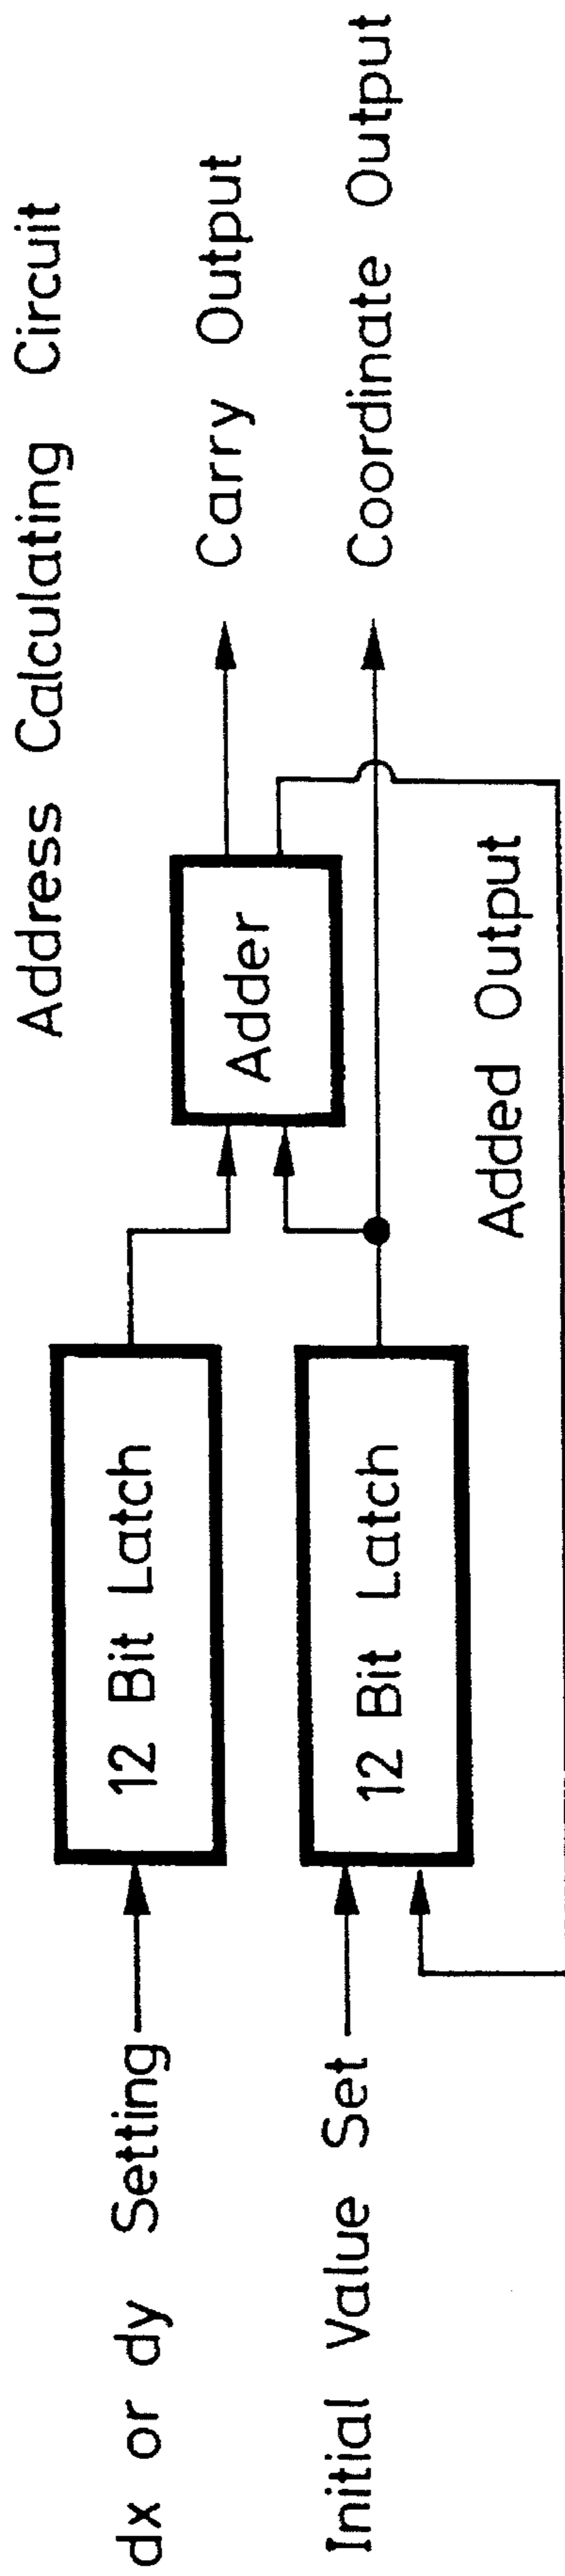 Address Calculating Circuit
dx or dy Setting
12 Bit Latch
Adder
Carry Output
Initial Value Set
12 Bit Latch
Coordinate Output
Added Output